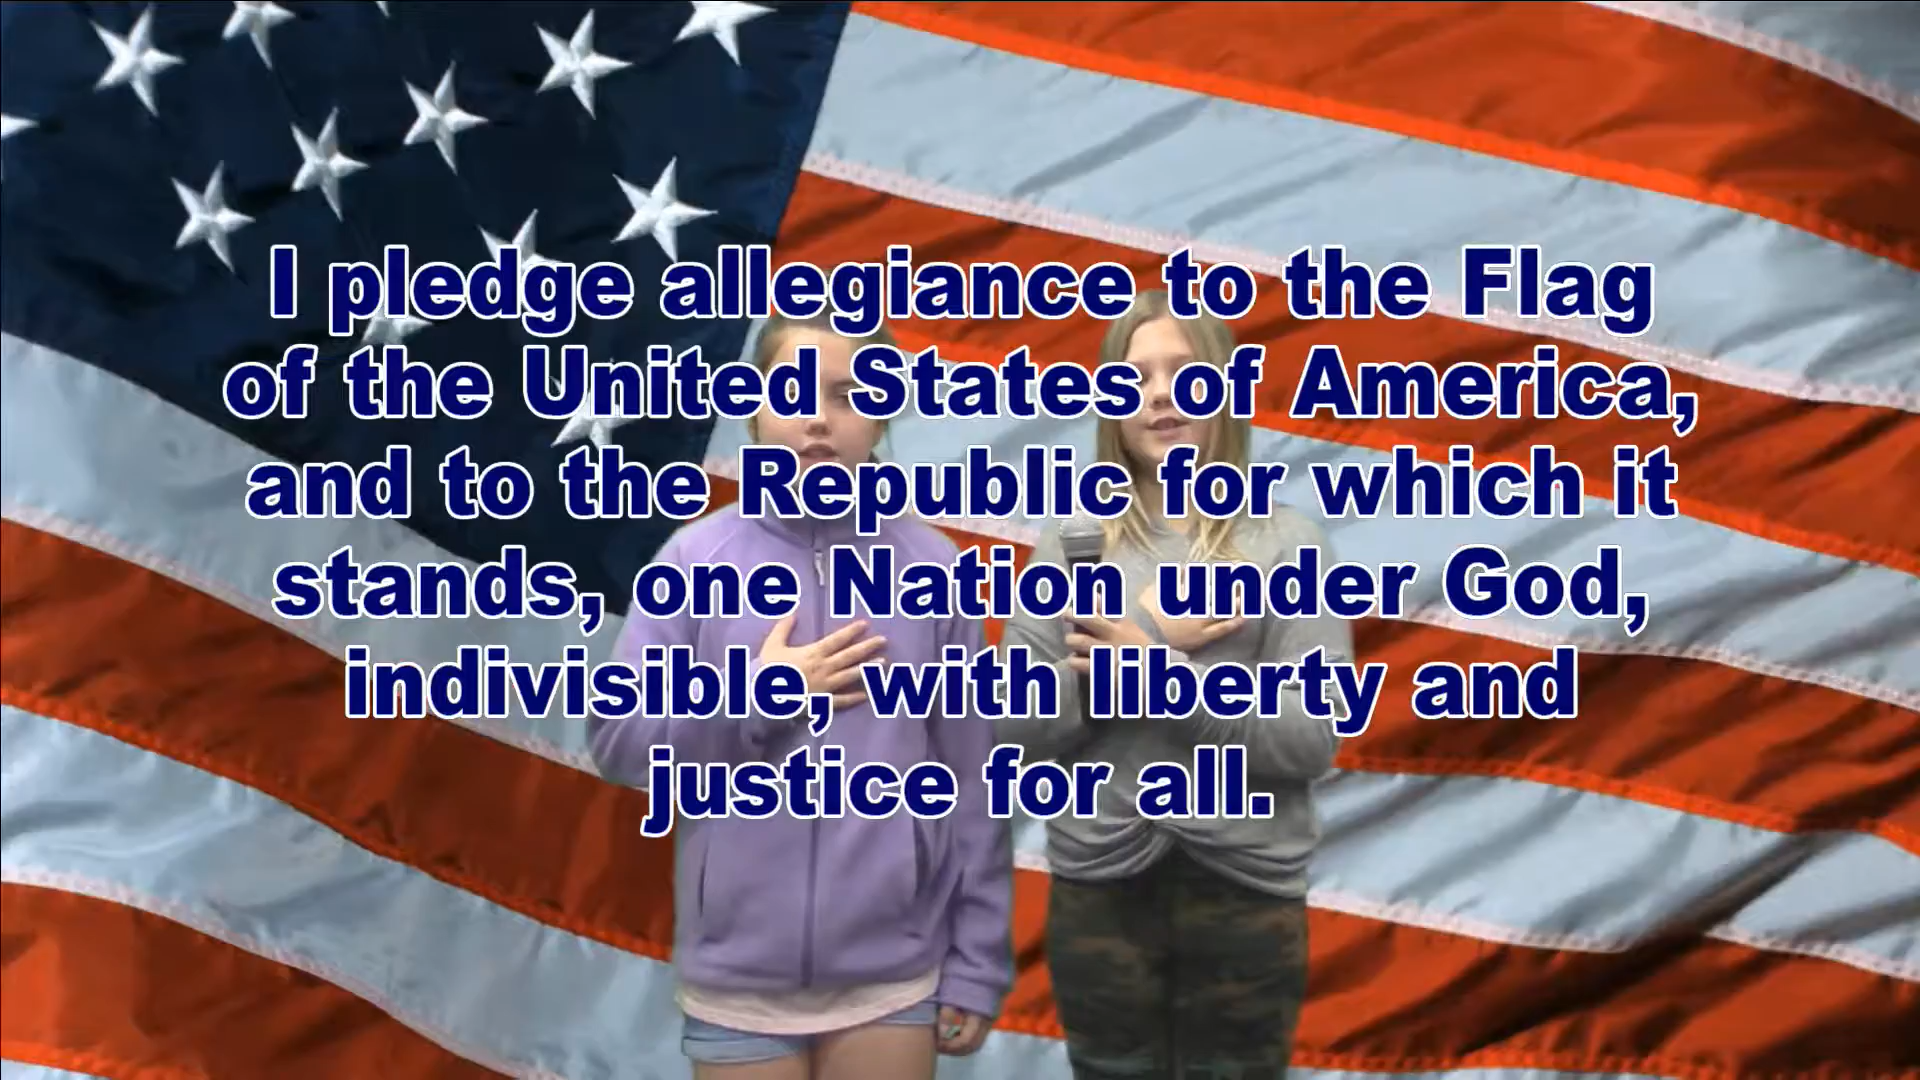 I pledge allegiance to the Flag
of the United States of America,
and to the Republic for which it
stands, one Nation under God,
indivisible, with liberty and
justice for all.